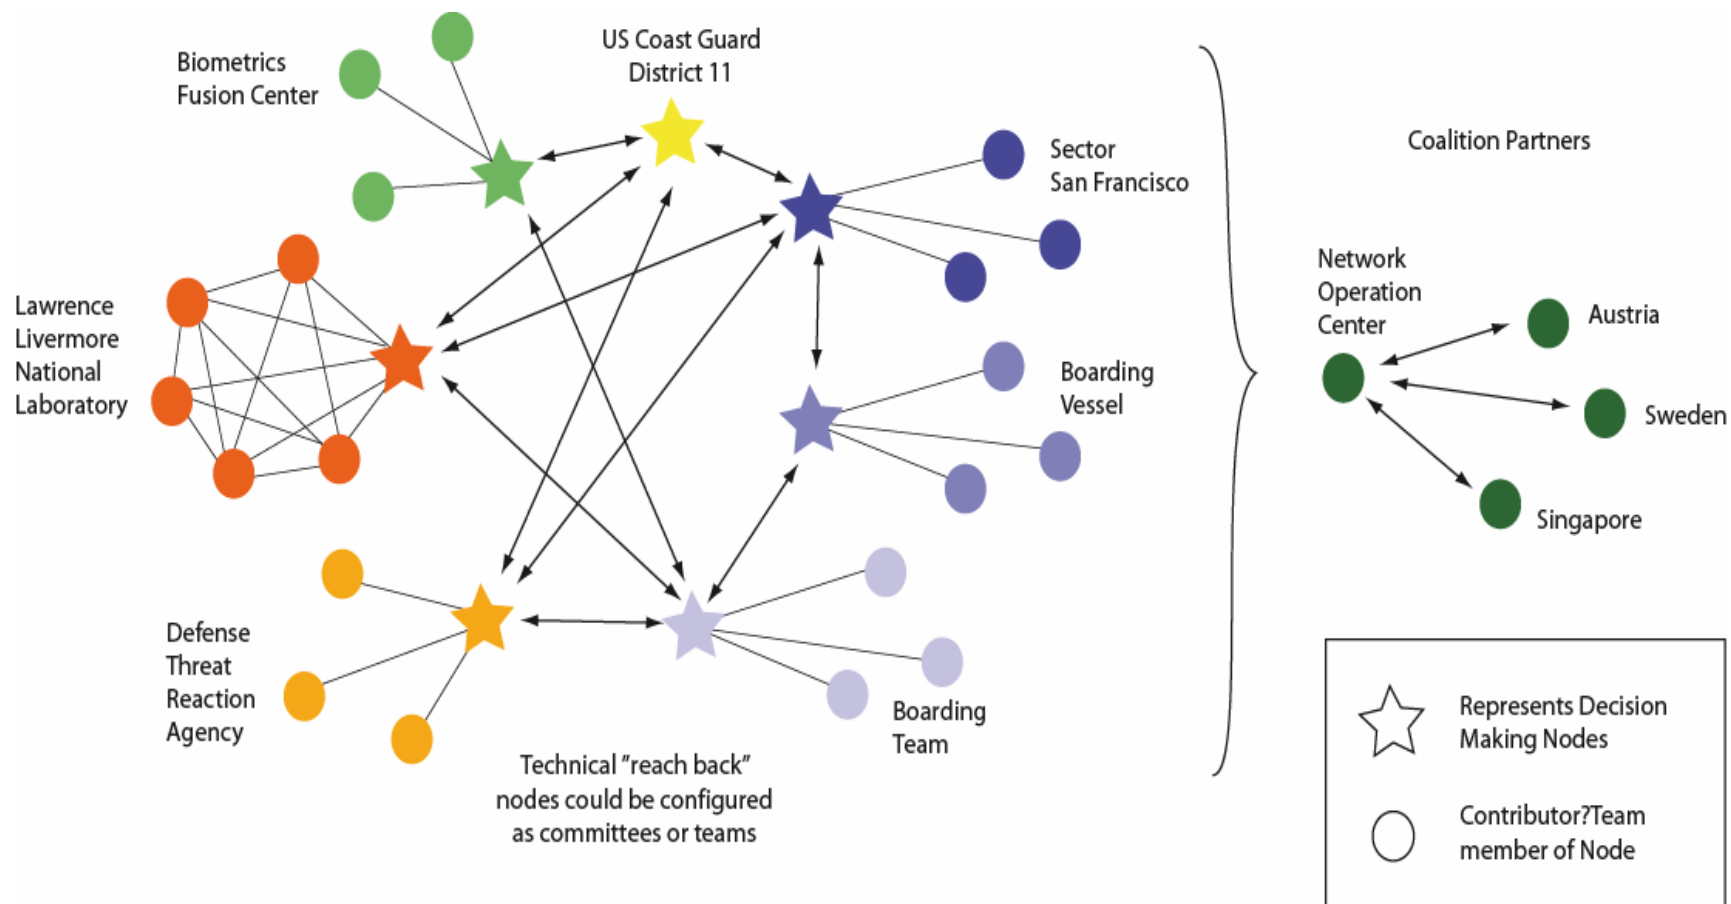 Biometrics
Fusion Center
US Coast Guard
District 11
Sector
San Francisco
Coalition Partners
Lawrence
Livermore
National
Laboratory
Network
Operation
Center
Austria
Sweden
Singapore
Boarding
Vessel
Defense
Threat
Reaction
Agency
Boarding
Team
Technical "reach back"
nodes could be configured
as committees or teams
Represents Decision
Making Nodes
Contributor?Team
member of Node